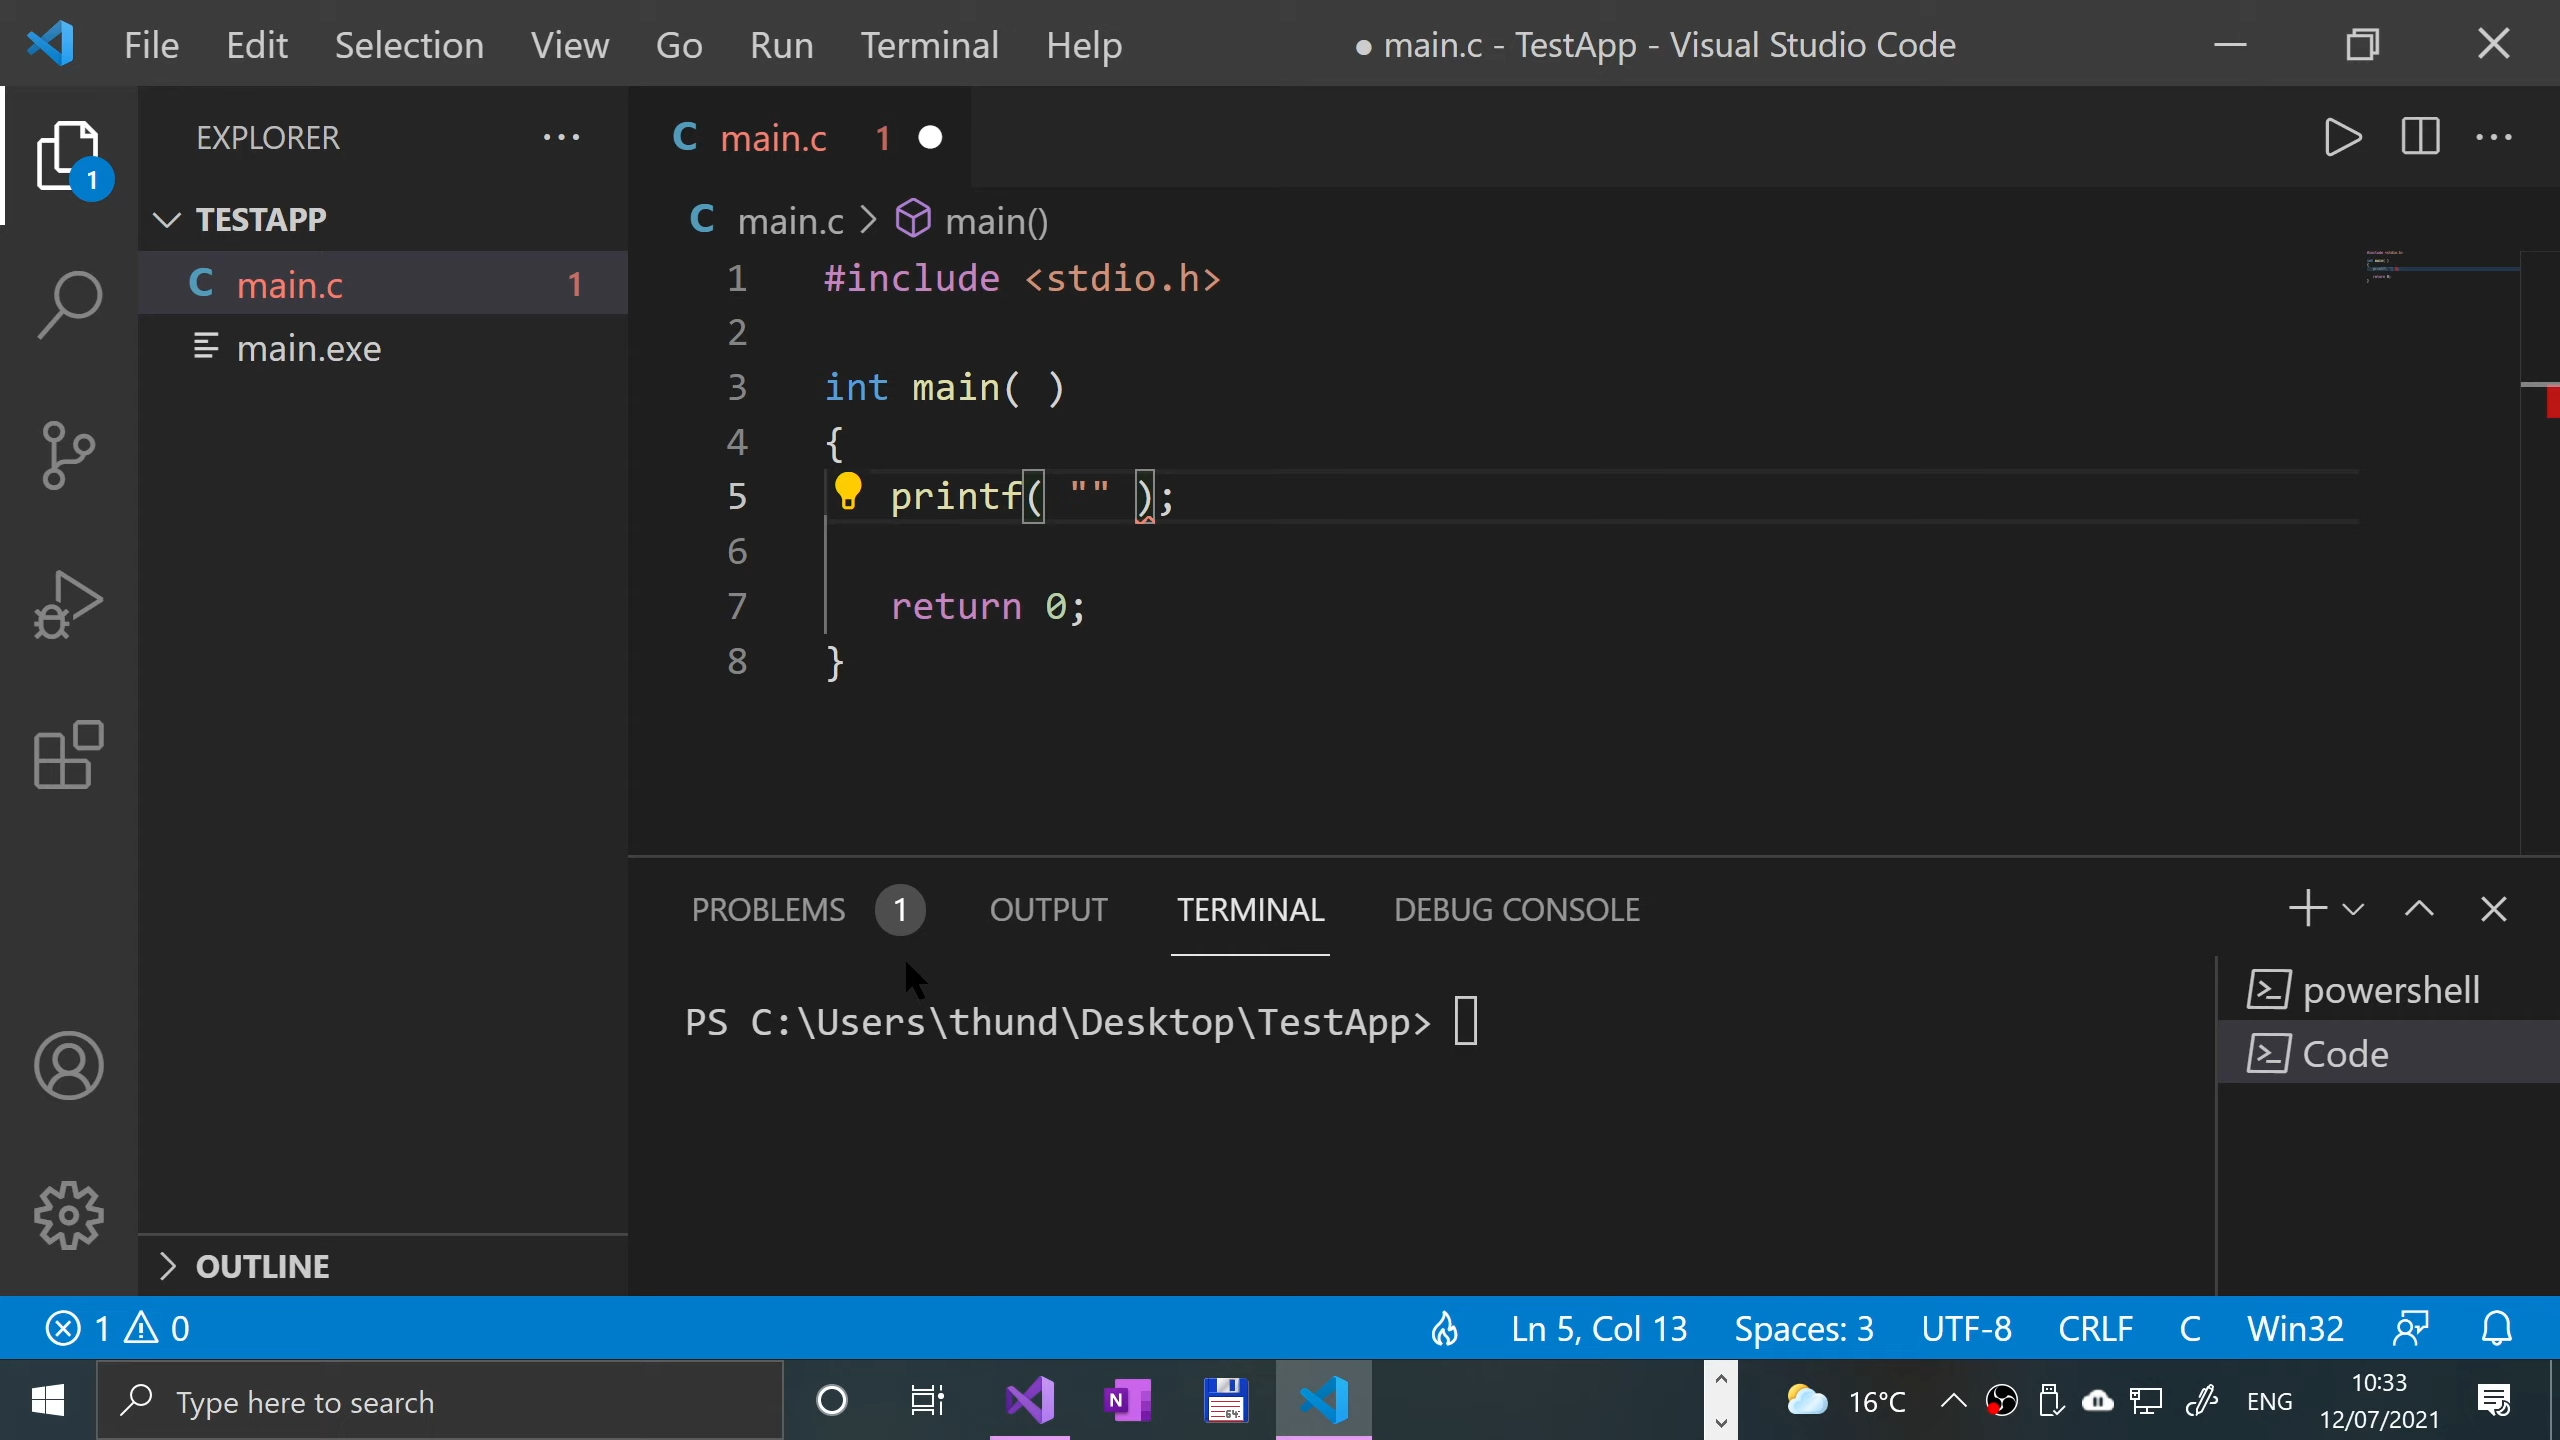 File Edit Selection View Go Run Terminal Help
● main.c - TestApp - Visual Studio Code
1
EXPLORER
TESTAPP
C main.c 1
main.exe
OUTLINE
C main.c 1
C main.c > main()
1 #include <stdio.h>
2
3 int main( )
4 {
5 printf( "" );
6
7 return 0;
8 }
PROBLEMS 1 OUTPUT TERMINAL DEBUG CONSOLE
PS C:\Users\thund\Desktop\TestApp>
powershell
Code
1 0
Ln 5, Col 13 Spaces: 3 UTF-8 CRLF C Win32
Type here to search
N
64
16°C
ENG
10:33
12/07/2021